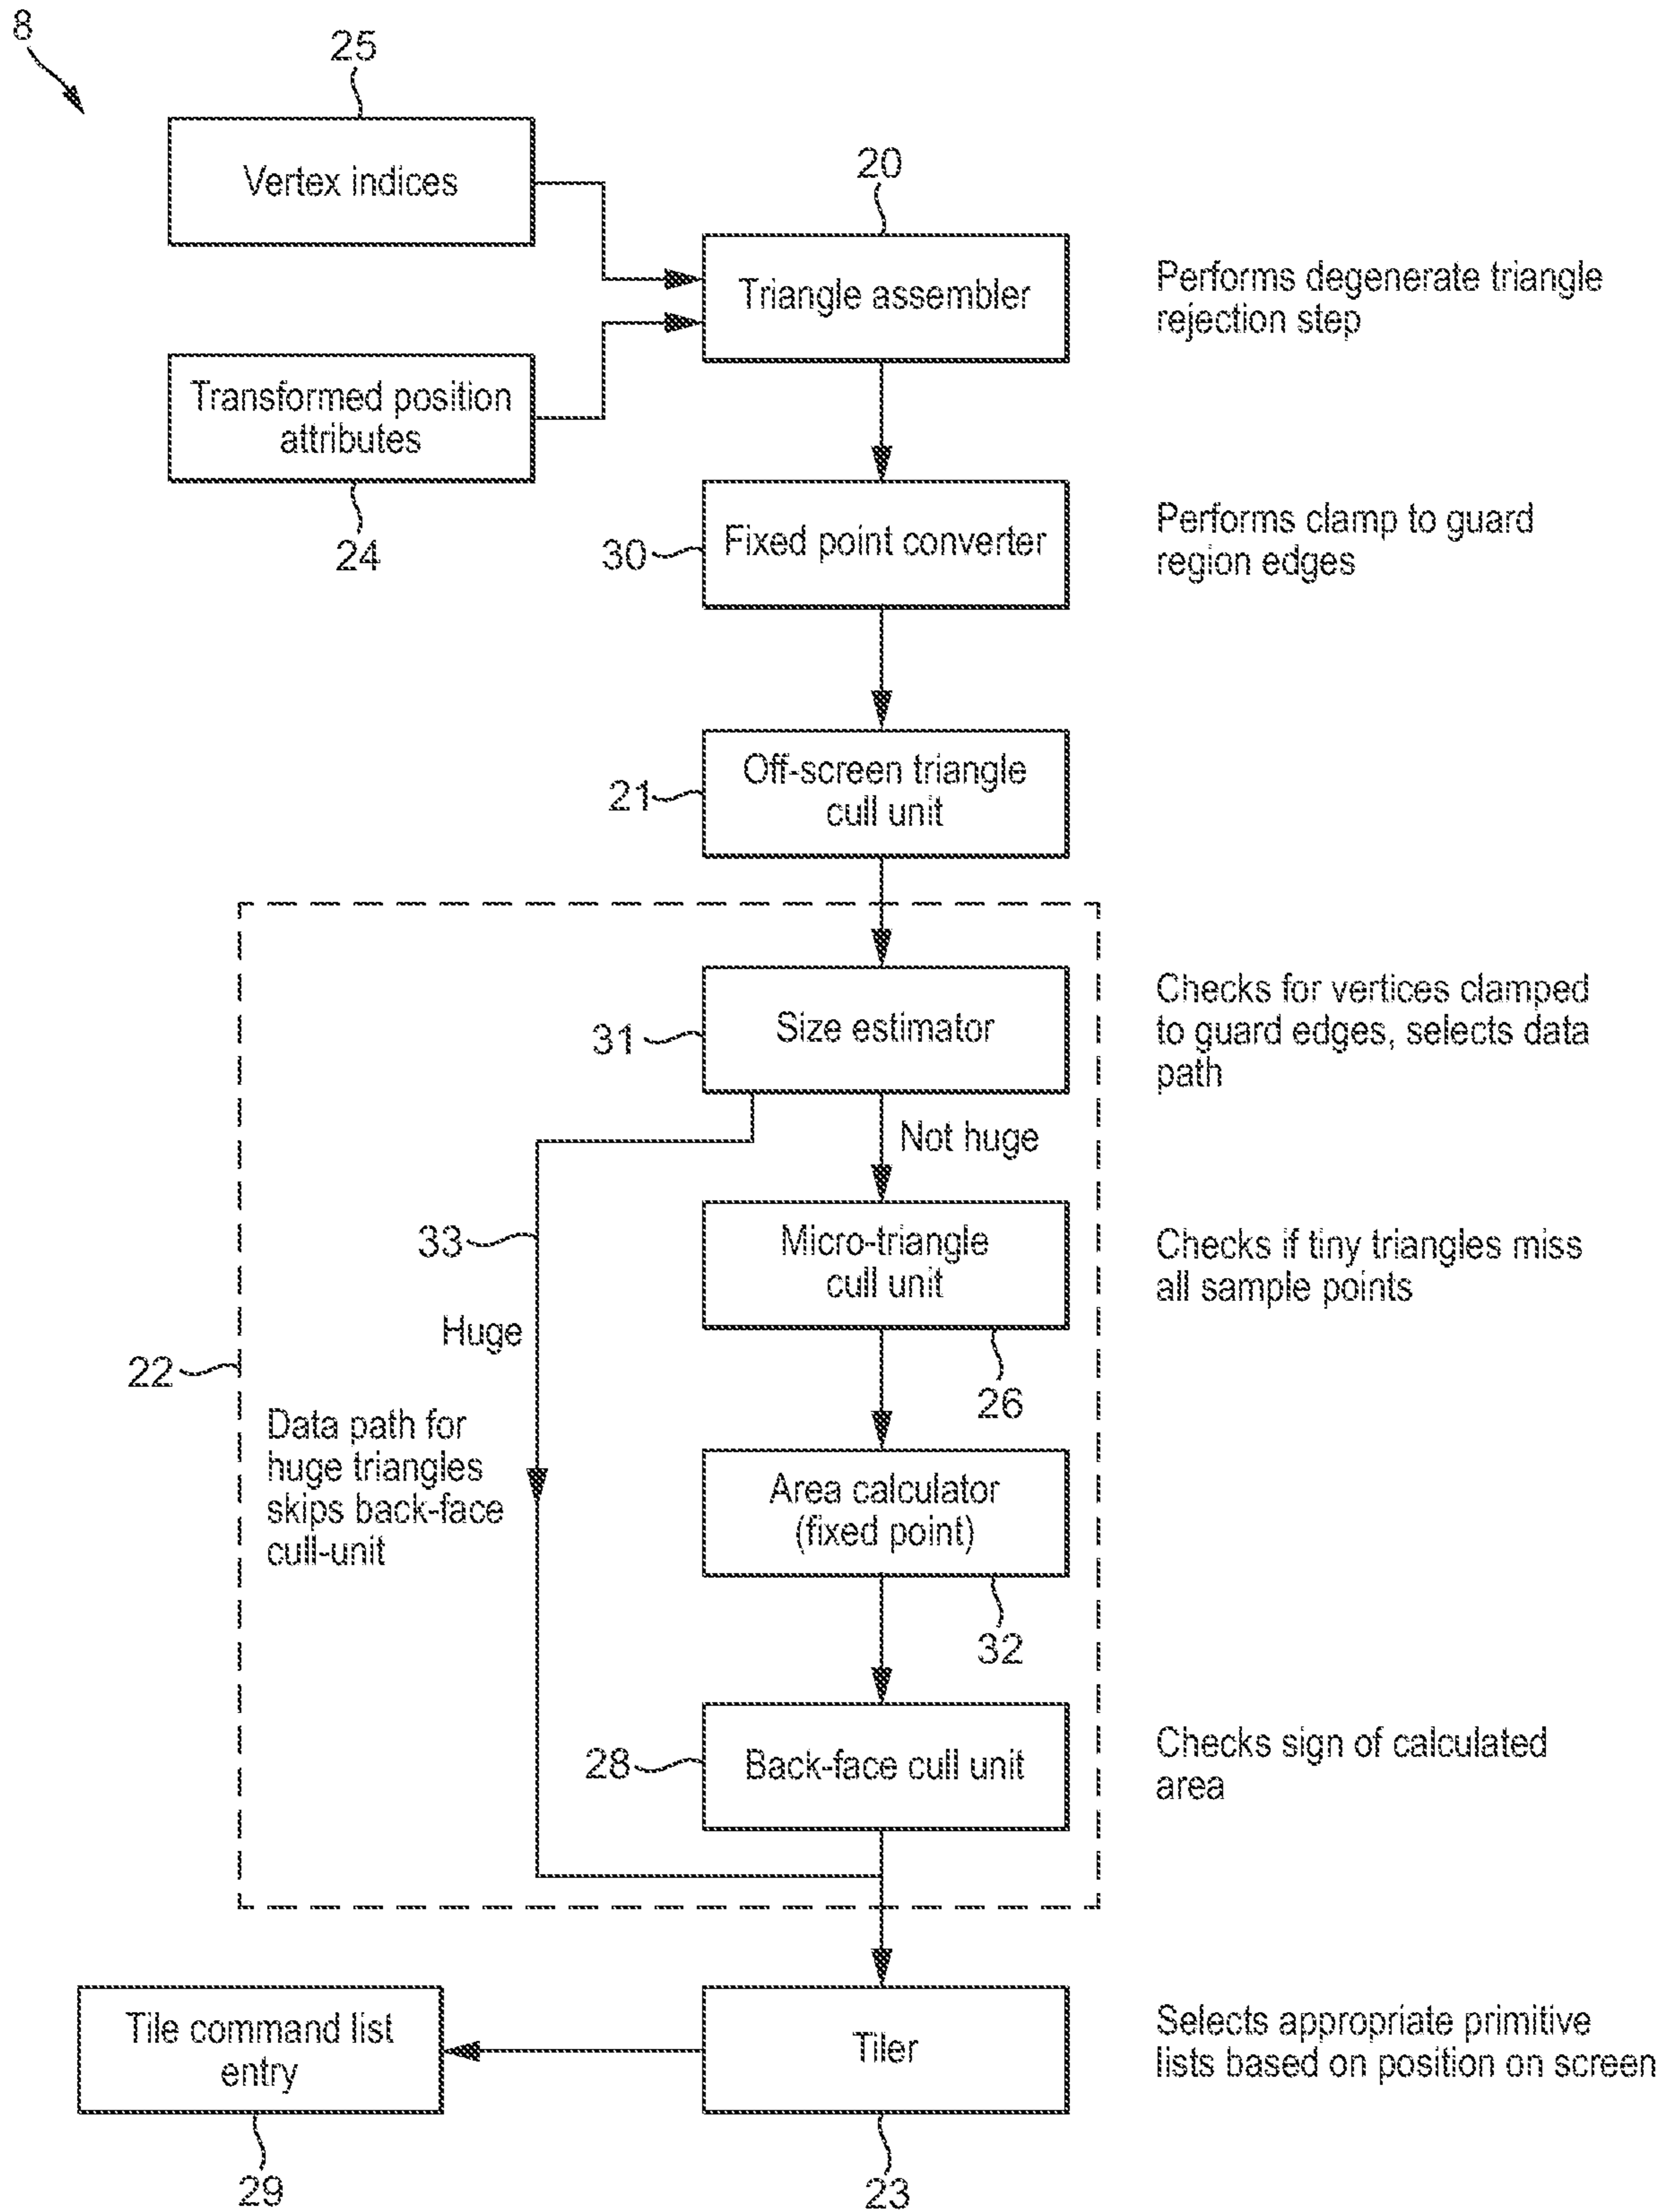 8
25
Vertex indices
20
Triangle assembler
Performs degenerate triangle
rejection step
Transformed position
attributes
24
30
Fixed point converter
Performs clamp to guard
region edges
21
Off-screen triangle
cull unit
31
Size estimator
Checks for vertices clamped
to guard edges, selects data
path
Not huge
33
Micro-triangle
cull unit
Checks if tiny triangles miss
all sample points
Huge
22
26
Data path for
huge triangles
skips back-face
cull-unit
Area calculator
(fixed point)
32
28
Back-face cull unit
Checks sign of calculated
area
Tile command list
entry
Tiler
Selects appropriate primitive
lists based on position on screen
29
23